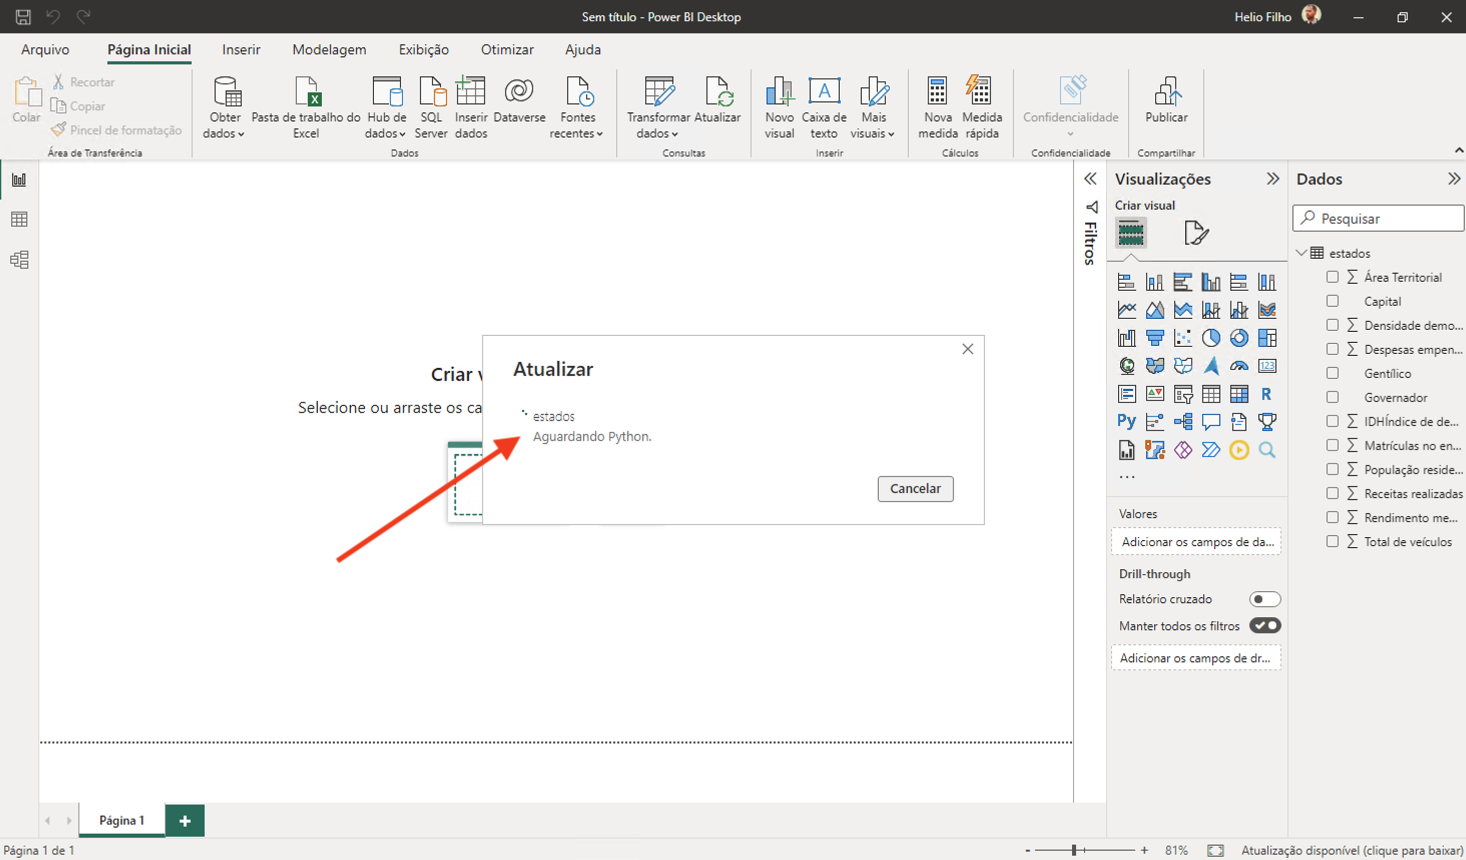 Sem título - Power BI Desktop
Helio Filho
Arquivo
Página Inicial
Inserir
Modelagem
Exibição
Otimizar
Ajuda
Colar
Recortar
Copiar
Pincel de formatação
Área de Transferência
Obter dados
Pasta de trabalho do Excel
Hub de dados
SQL Server
Inserir dados
Dataverse
Fontes recentes
Dados
Transformar dados
Atualizar
Consultas
Novo visual
Caixa de texto
Mais visuais
Inserir
Nova medida
Medida rápida
Cálculos
Confidencialidade
Confidencialidade
Publicar
Compartilhar
Criar v
Selecione ou arraste os ca
Atualizar
estados
Aguardando Python.
Cancelar
Filtros
Visualizações
Criar visual
R
Py
123
...
Valores
Adicionar os campos de da...
Drill-through
Relatório cruzado
Manter todos os filtros
Adicionar os campos de dr...
Dados
Pesquisar
estados
Área Territorial
Capital
Densidade demo...
Despesas empen...
Gentílico
Governador
IDHÍndice de de...
Matrículas no en...
População reside...
Receitas realizadas
Rendimento me...
Total de veículos
Página 1
+
Página 1 de 1
- + 81%
Atualização disponível (clique para baixar)